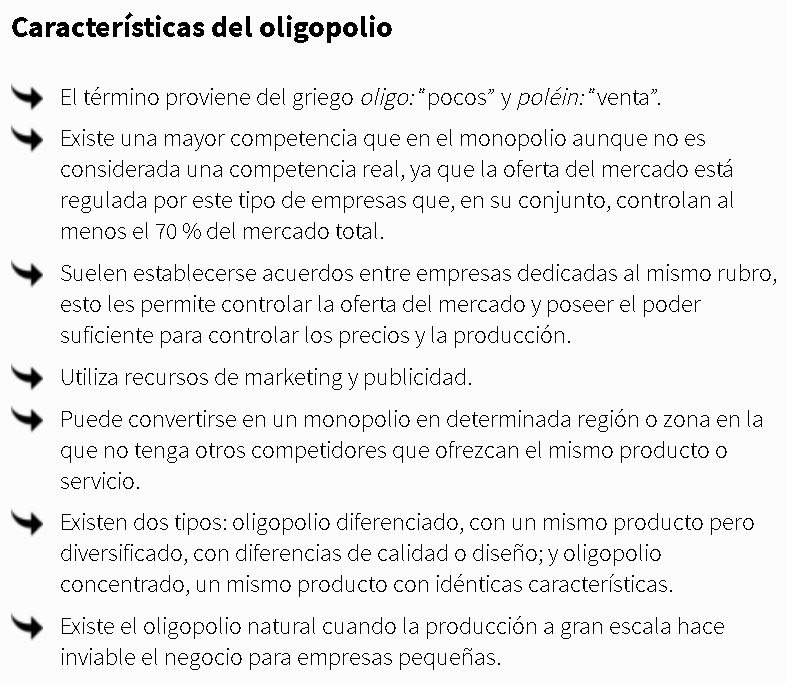 Características del oligopolio
El término proviene del griego oligo: “pocos” y poléin: “venta”.
Existe una mayor competencia que en el monopolio aunque no es
considerada una competencia real, ya que la oferta del mercado está
regulada por este tipo de empresas que, en su conjunto, controlan al
menos el 70 % del mercado total.
Suelen establecerse acuerdos entre empresas dedicadas al mismo rubro,
esto les permite controlar la oferta del mercado y poseer el poder
suficiente para controlar los precios y la producción.
Utiliza recursos de marketing y publicidad.
Puede convertirse en un monopolio en determinada región o zona en la
que no tenga otros competidores que ofrezcan el mismo producto o
servicio.
Existen dos tipos: oligopolio diferenciado, con un mismo producto pero
diversificado, con diferencias de calidad o diseño; y oligopolio
concentrado, un mismo producto con idénticas características.
Existe el oligopolio natural cuando la producción a gran escala hace
inviable el negocio para empresas pequeñas.